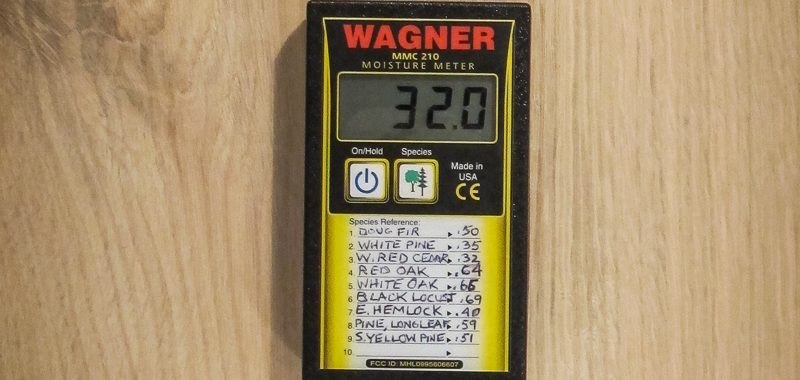 WAGNER
MMC 210
MOISTURE METER
32.0
On/Hold Species
Made in
USA
CE
Species Reference:
1. DOUG FIR .50
2. WHITE PINE .35
3. W. RED CEDAR .32
4. RED OAK .64
5. WHITE OAK .66
6. BLACK LOCUST .69
7. E. HEMLOCK .40
8. PINE, LONGLEAF .59
9. S. YELLOW PINE .51
10.
FCC ID: MHL0995606607